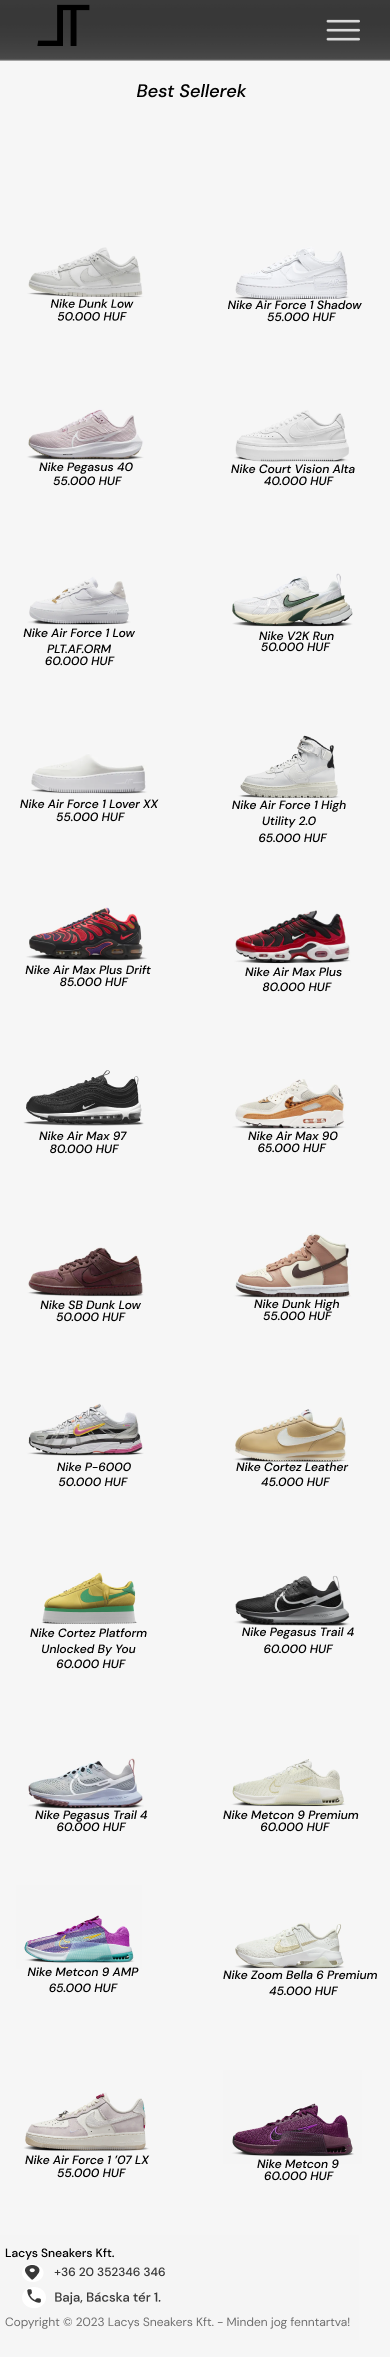 JT
Best Sellerek
Nike Dunk Low
50.000 HUF
Nike Air Force 1 Shadow
55.000 HUF
Nike Pegasus 40
55.000 HUF
Nike Court Vision Alta
40.000 HUF
Nike Air Force 1 Low
PLT.AF.ORM
60.000 HUF
Nike V2K Run
50.000 HUF
Nike Air Force 1 Lover XX
55.000 HUF
Nike Air Force 1 High
Utility 2.0
65.000 HUF
Nike Air Max Plus Drift
85.000 HUF
Nike Air Max Plus
80.000 HUF
Nike Air Max 97
80.000 HUF
Nike Air Max 90
65.000 HUF
Nike SB Dunk Low
50.000 HUF
Nike Dunk High
55.000 HUF
Nike P-6000
50.000 HUF
Nike Cortez Leather
45.000 HUF
Nike Cortez Platform
Unlocked By You
60.000 HUF
Nike Pegasus Trail 4
60.000 HUF
Nike Pegasus Trail 4
60.000 HUF
Nike Metcon 9 Premium
60.000 HUF
Nike Metcon 9 AMP
65.000 HUF
Nike Zoom Bella 6 Premium
45.000 HUF
Nike Air Force 1 '07 LX
55.000 HUF
Nike Metcon 9
60.000 HUF
Lacys Sneakers Kft.
+36 20 352346 346
Baja, Bácska tér 1.
Copyright © 2023 Lacys Sneakers Kft. - Minden jog fenntartva!